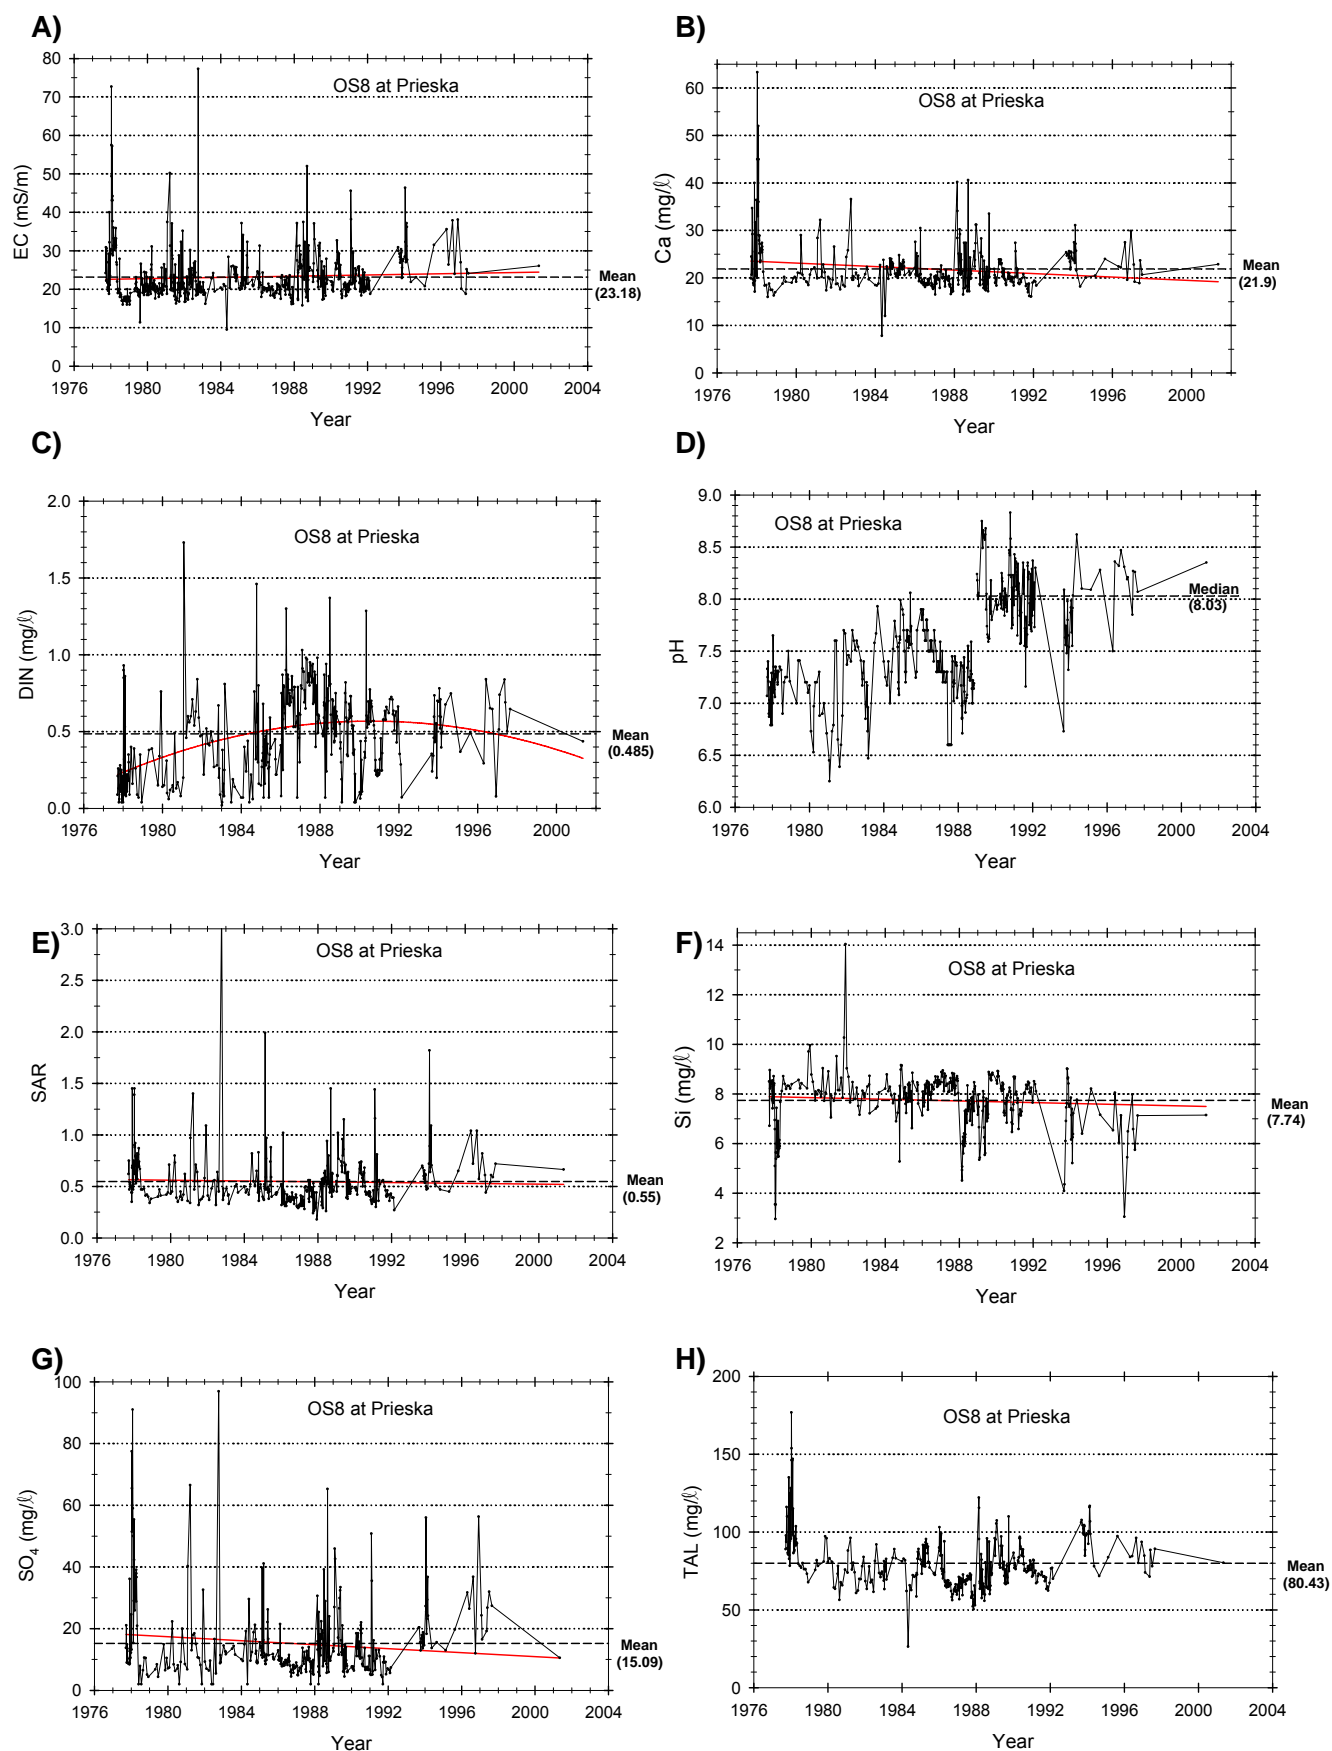 A)
80
70
60
50
40
30
20
10
0
EC (mS/m)
OS8 at Prieska
Mean
(23.18)
1976 1980 1984 1988 1992 1996 2000 2004
Year
B)
60
50
40
30
20
10
0
Ca (mg/ℓ)
OS8 at Prieska
Mean
(21.9)
1976 1980 1984 1988 1992 1996 2000
Year
C)
2.0
1.5
1.0
0.5
0.0
DIN (mg/ℓ)
OS8 at Prieska
Mean
(0.485)
1976 1980 1984 1988 1992 1996 2000
Year
D)
9.0
8.5
8.0
7.5
7.0
6.5
6.0
pH
OS8 at Prieska
Median
(8.03)
1976 1980 1984 1988 1992 1996 2000 2004
Year
E)
3.0
2.5
2.0
1.5
1.0
0.5
0.0
SAR
OS8 at Prieska
Mean
(0.55)
1976 1980 1984 1988 1992 1996 2000 2004
Year
F)
14
12
10
8
6
4
2
Si (mg/ℓ)
OS8 at Prieska
Mean
(7.74)
1976 1980 1984 1988 1992 1996 2000 2004
Year
G)
100
80
60
40
20
0
SO₄ (mg/ℓ)
OS8 at Prieska
Mean
(15.09)
1976 1980 1984 1988 1992 1996 2000 2004
Year
H)
200
150
100
50
0
TAL (mg/ℓ)
OS8 at Prieska
Mean
(80.43)
1976 1980 1984 1988 1992 1996 2000 2004
Year